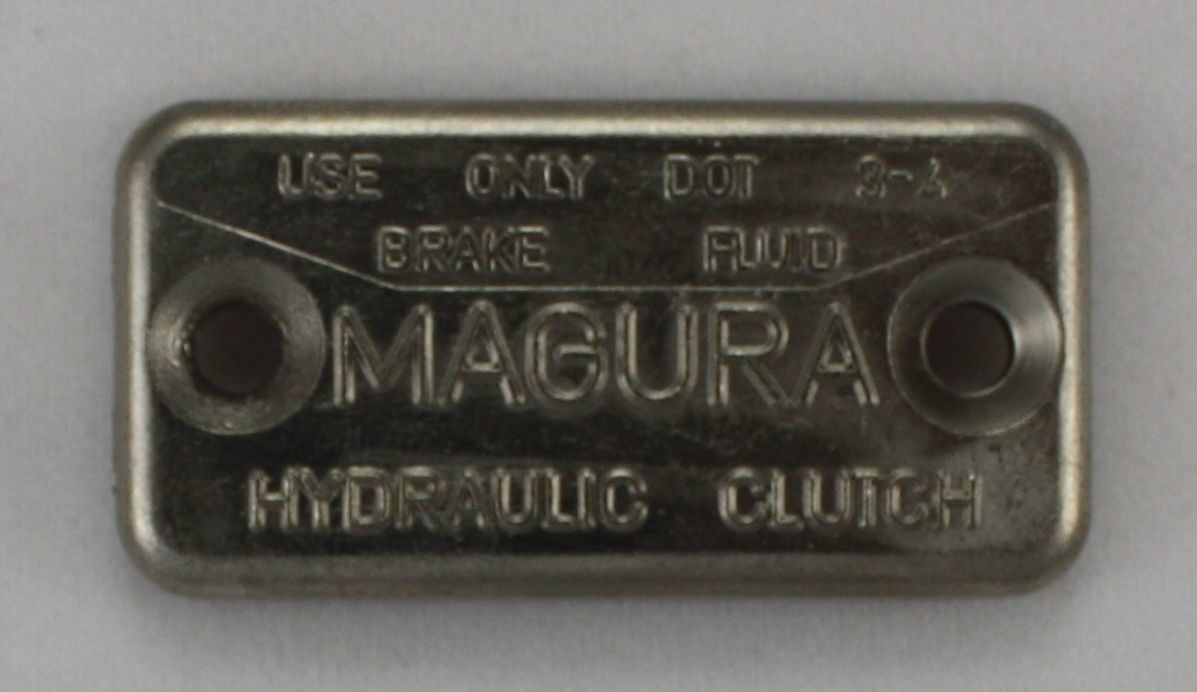 USE ONLY DOT 3-4
BRAKE FLUID
MAGURA
HYDRAULIC CLUTCH